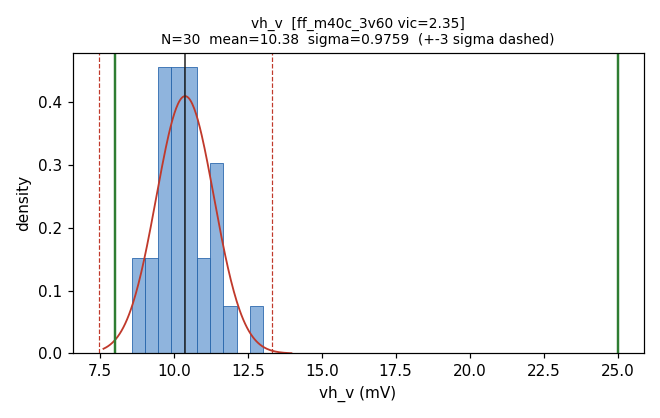 vh_v  [ff_m40c_3v60 vic=2.35]
N=30  mean=10.38  sigma=0.9759  (+-3 sigma dashed)
density
0.4
0.3
0.2
0.1
0.0
7.5 10.0 12.5 15.0 17.5 20.0 22.5 25.0
vh_v (mV)